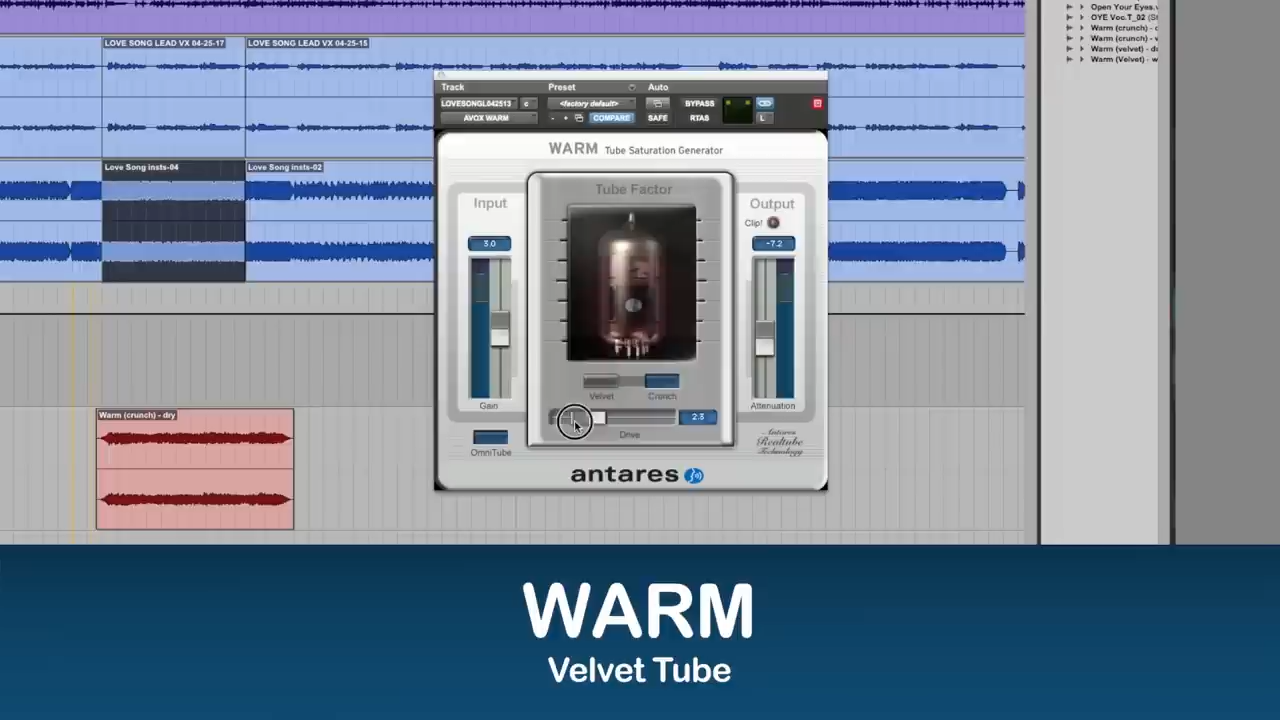 LOVE SONG LEAD VX 04-25-17
LOVE SONG LEAD VX 04-25-15
Love Song insts-04
Love Song insts-02
Warm (crunch) - dry
Track
Preset
Auto
LOVESONGL042513
c
<factory default>
BYPASS
AVOX WARM
- +
COMPARE
SAFE
RTAS
L
WARM Tube Saturation Generator
Input
3.0
Gain
OmniTube
Tube Factor
Velvet
Crunch
2.3
Drive
Output
Clip!
-7.2
Attenuation
Antares
Realtube
Technology
antares
Open Your Eyes.
OYE Voc.T_02
Warm (crunch) -
Warm (crunch) -
Warm (velvet) -
Warm (Velvet) -
WARM
Velvet Tube